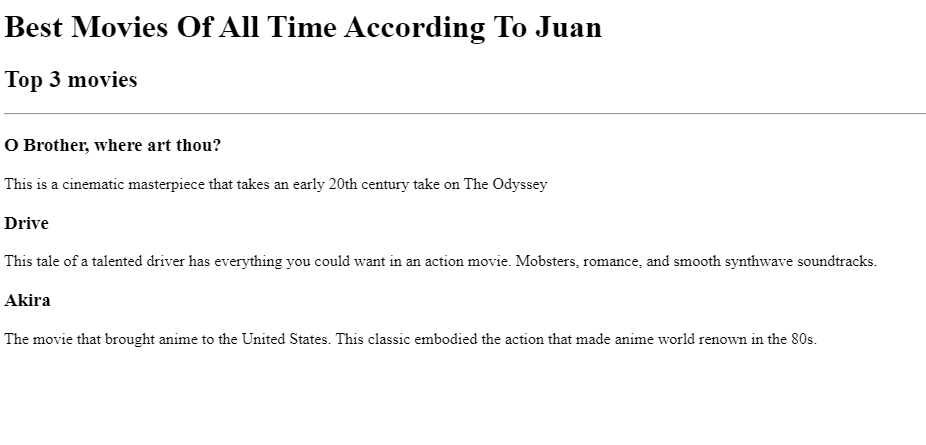 Best Movies Of All Time According To Juan
Top 3 movies
O Brother, where art thou?
This is a cinematic masterpiece that takes an early 20th century take on The Odyssey
Drive
This tale of a talented driver has everything you could want in an action movie. Mobsters, romance, and smooth synthwave soundtracks.
Akira
The movie that brought anime to the United States. This classic embodied the action that made anime world renown in the 80s.